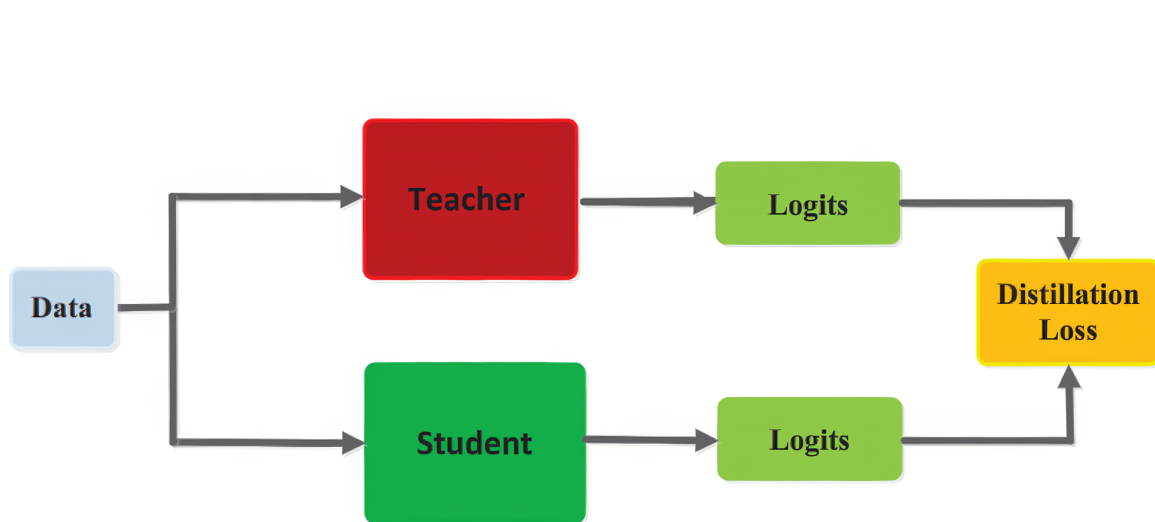 Teacher
Logits
Data
Distillation
Loss
Student
Logits